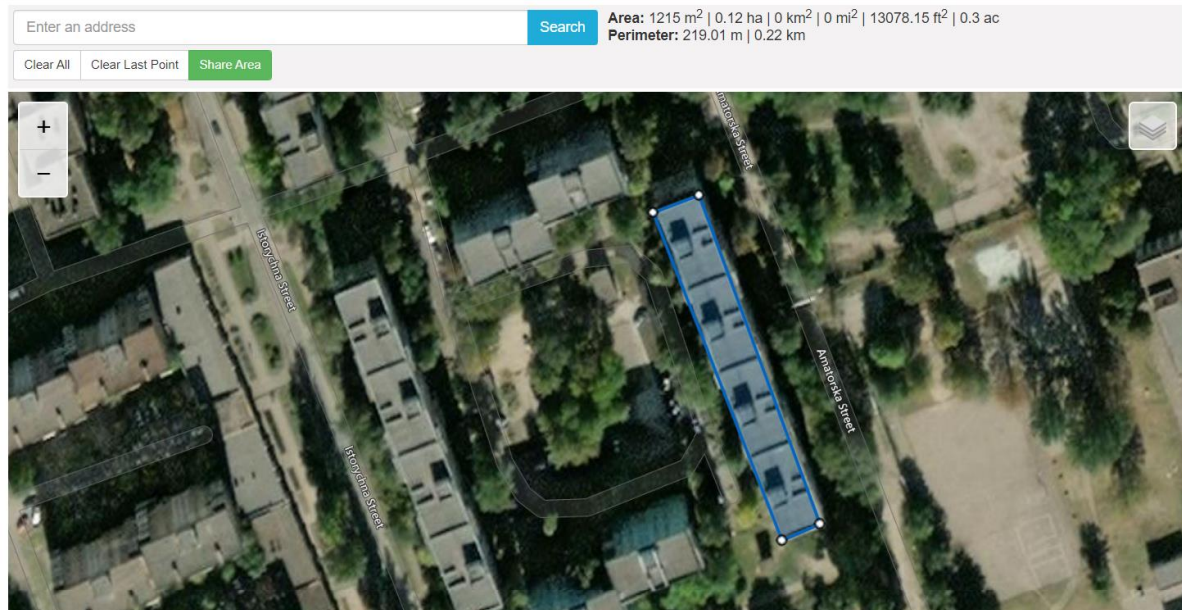 Enter an address
Search
Area: 1215 m² | 0.12 ha | 0 km² | 0 mi² | 13078.15 ft² | 0.3 ac
Perimeter: 219.01 m | 0.22 km
Clear All
Clear Last Point
Share Area
+
−
Amatorska Street
Istorychna Street
Amatorska Street
Istorychna Street